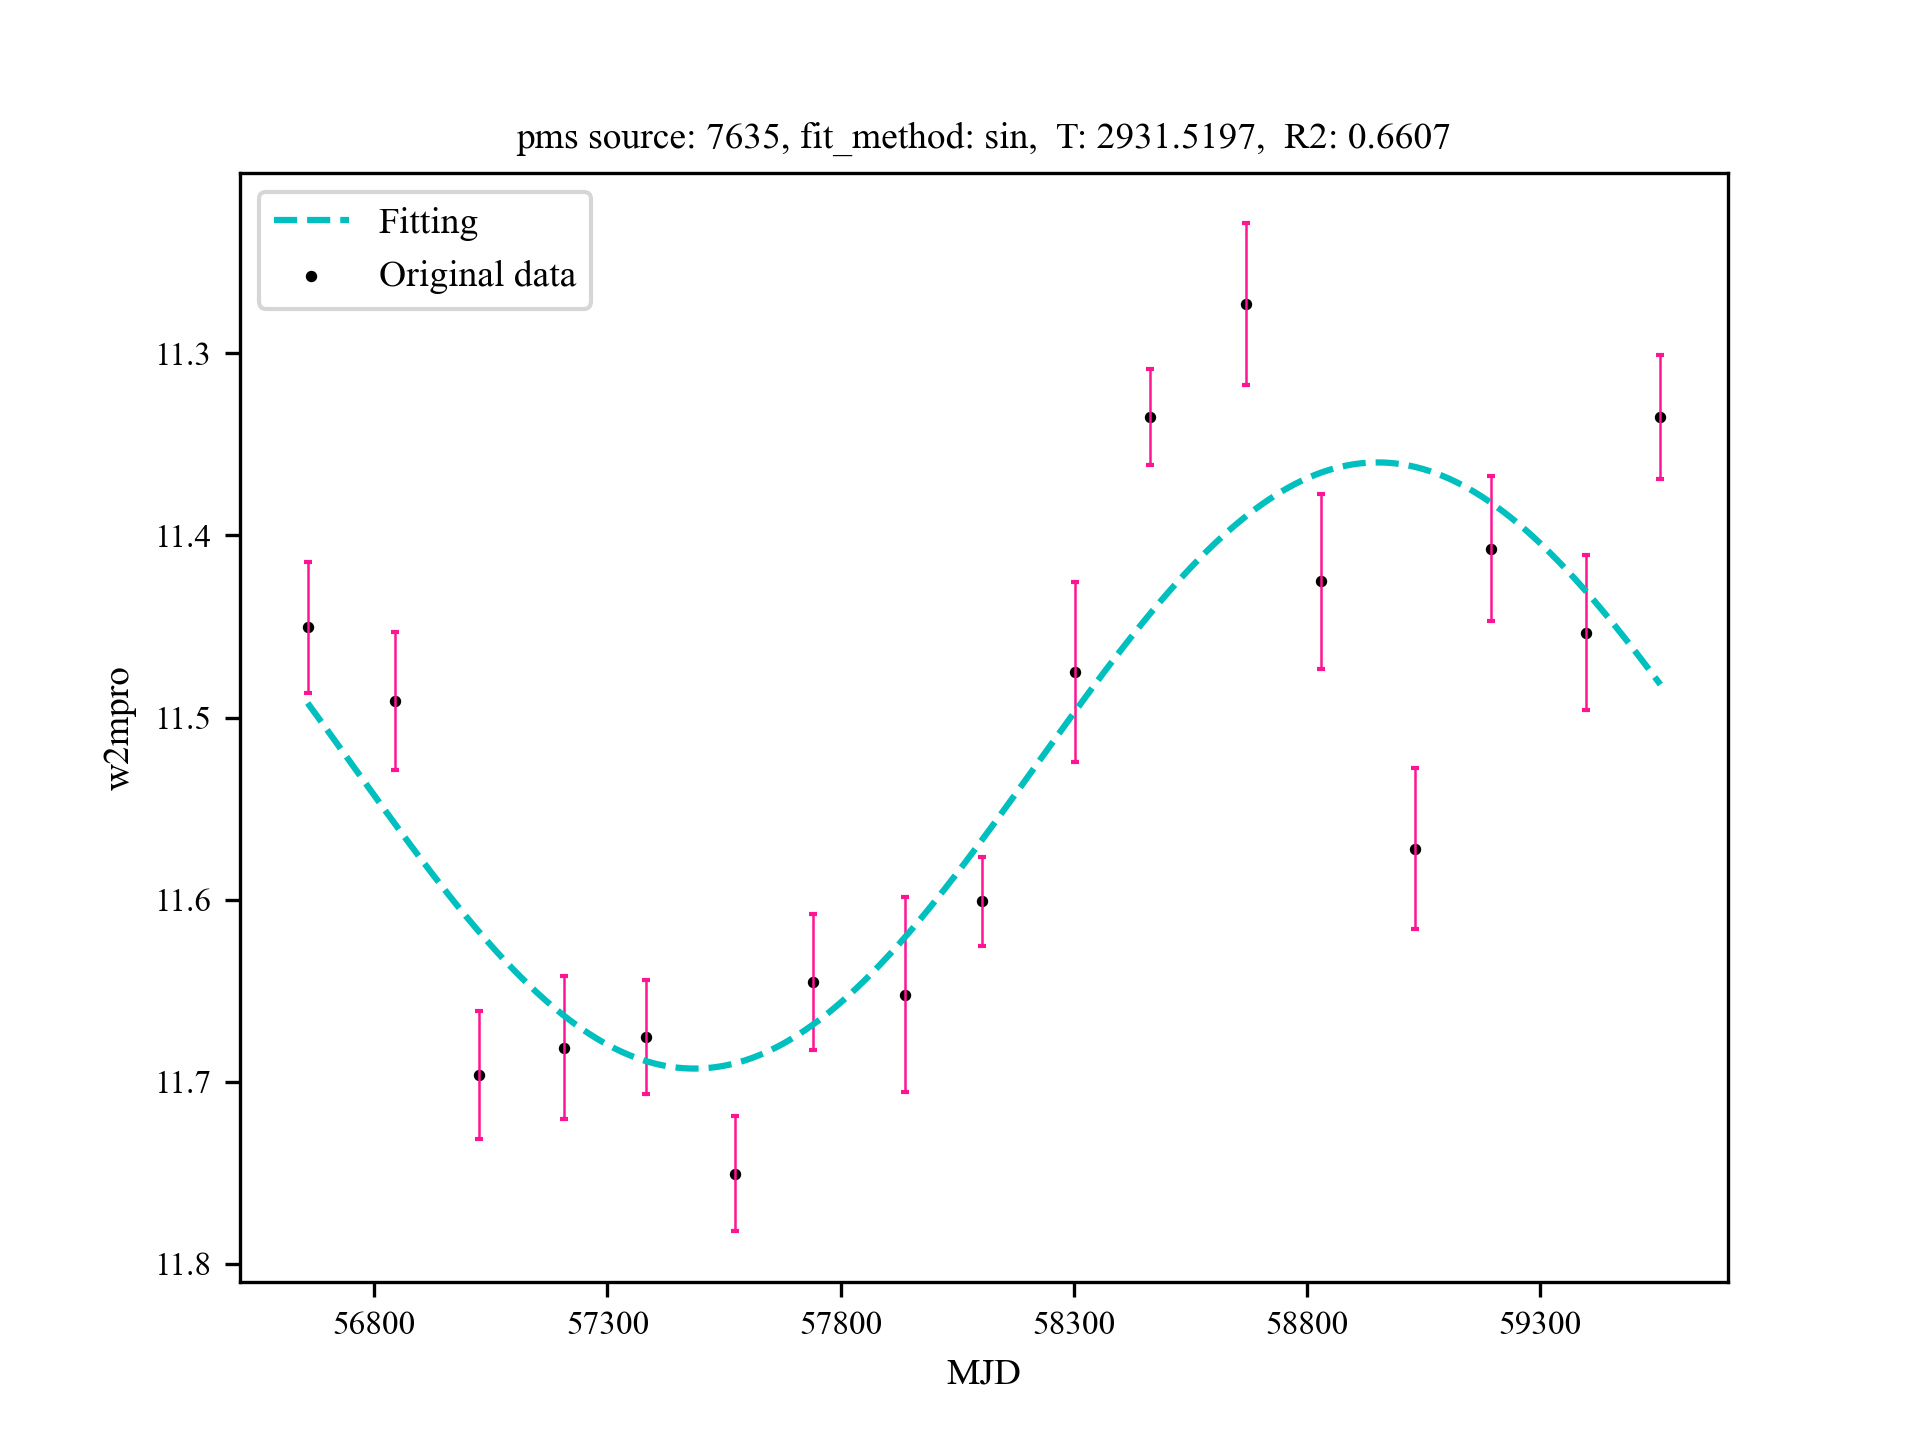 pms source: 7635, fit_method: sin,  T: 2931.5197,  R2: 0.6607
Fitting
Original data
11.3
11.4
11.5
11.6
11.7
11.8
w2mpro
56800 57300 57800 58300 58800 59300
MJD